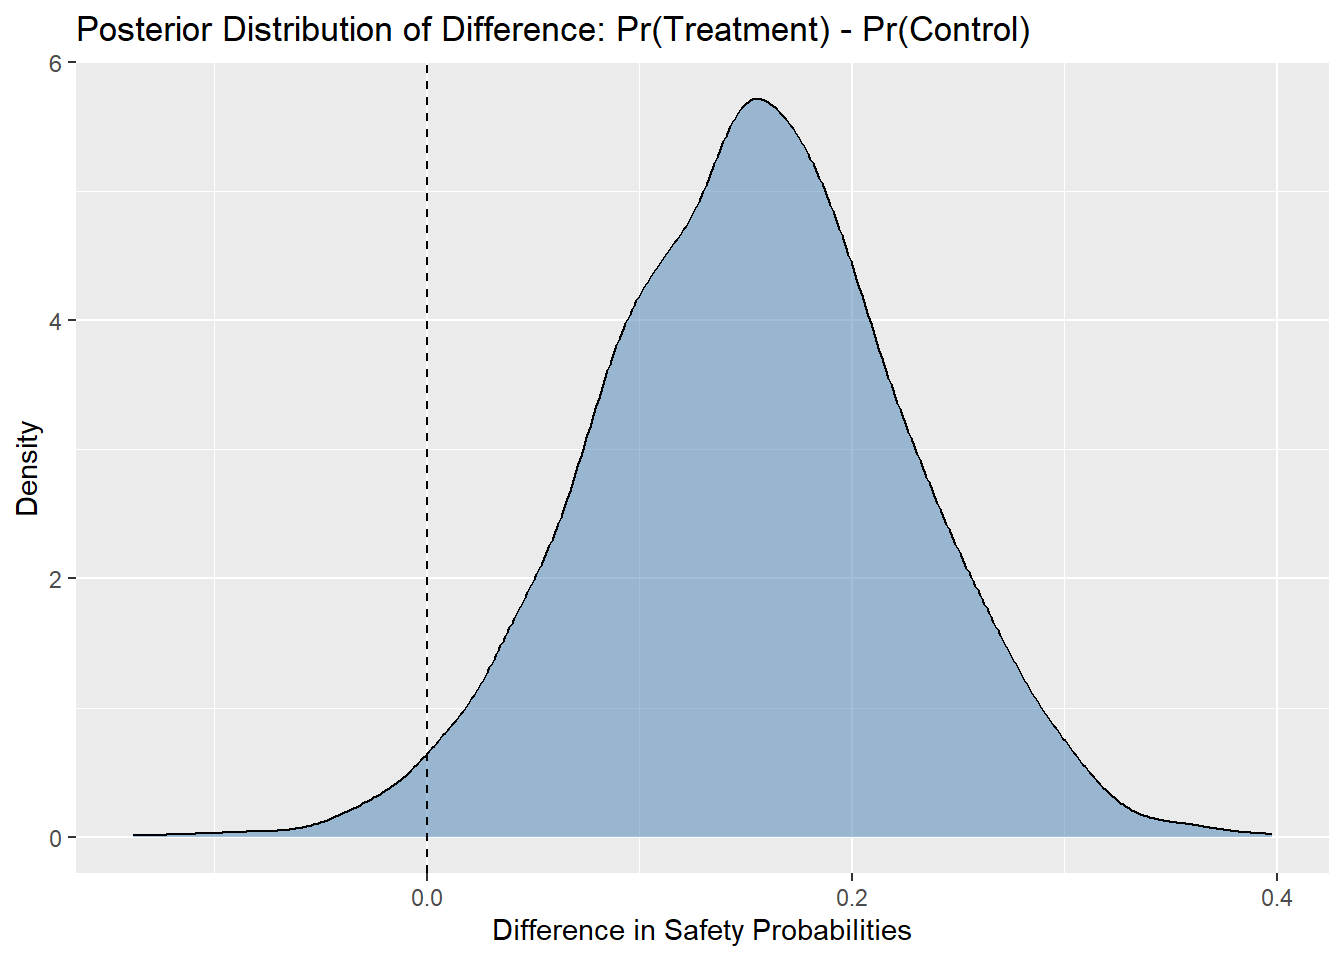 Posterior Distribution of Difference: Pr(Treatment) - Pr(Control)
6
4
2
0
Density
0.0 0.2 0.4
Difference in Safety Probabilities